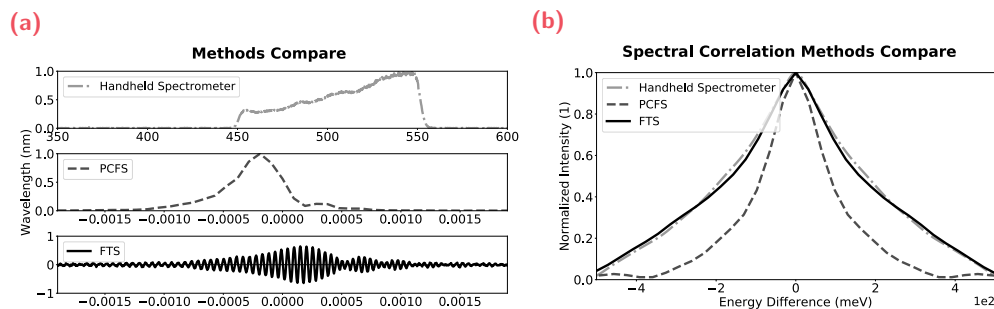 (a)
Methods Compare
1.0
0.5
0.0
Handheld Spectrometer
350 400 450 500 550 600
Wavelength (nm)
1.0
0.5
0.0
PCFS
−0.0015 −0.0010 −0.0005 0.0000 0.0005 0.0010 0.0015
1
0
−1
FTS
−0.0015 −0.0010 −0.0005 0.0000 0.0005 0.0010 0.0015
(b)
Spectral Correlation Methods Compare
Normalized Intensity (1)
1.0
0.8
0.6
0.4
0.2
0.0
Handheld Spectrometer
PCFS
FTS
−4 −2 0 2 4
1e2
Energy Difference (meV)